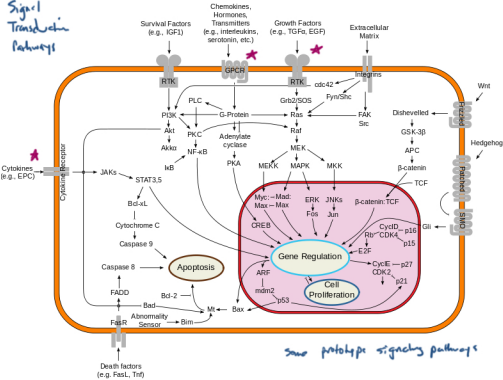 Signal
Transduction
Pathways
Survival Factors
(e.g., IGF1)
Chemokines,
Hormones,
Transmitters
(e.g., interleukins,
serotonin, etc.)
Growth Factors
(e.g., TGFα, EGF)
Extracellular
Matrix
RTK
GPCR
RTK
Integrins
cdc42
Wnt
PLC
Grb2/SOS
Fyn/Shc
PI3K
G-Protein
Ras
FAK
Src
Dishevelled
Frizzled
Akt
PKC
Adenylate
cyclase
Raf
GSK-3β
Hedgehog
Akkα
NF-κB
MEK
APC
Cytokines
(e.g., EPC)
Cytokine Receptor
JAKs
STAT3,5
IκB
PKA
MEKK
MAPK
MKK
β-catenin
TCF
Patched
Bcl-xL
Myc:
Max
Mad:
Max
ERK
Fos
JNKs
Jun
β-catenin:TCF
SMO
Cytochrome C
CREB
CycID
Rb
CDK4
p16
p15
Gli
Caspase 9
Gene Regulation
E2F
Caspase 8
Apoptosis
ARF
CycIE
CDK2
p27
p21
FADD
Bcl-2
mdm2
Cell
Proliferation
Bad
Mt
Bax
p53
FasR
Abnormality
Sensor
Bim
some prototype signaling pathways
Death factors
(e.g. FasL, Tnf)